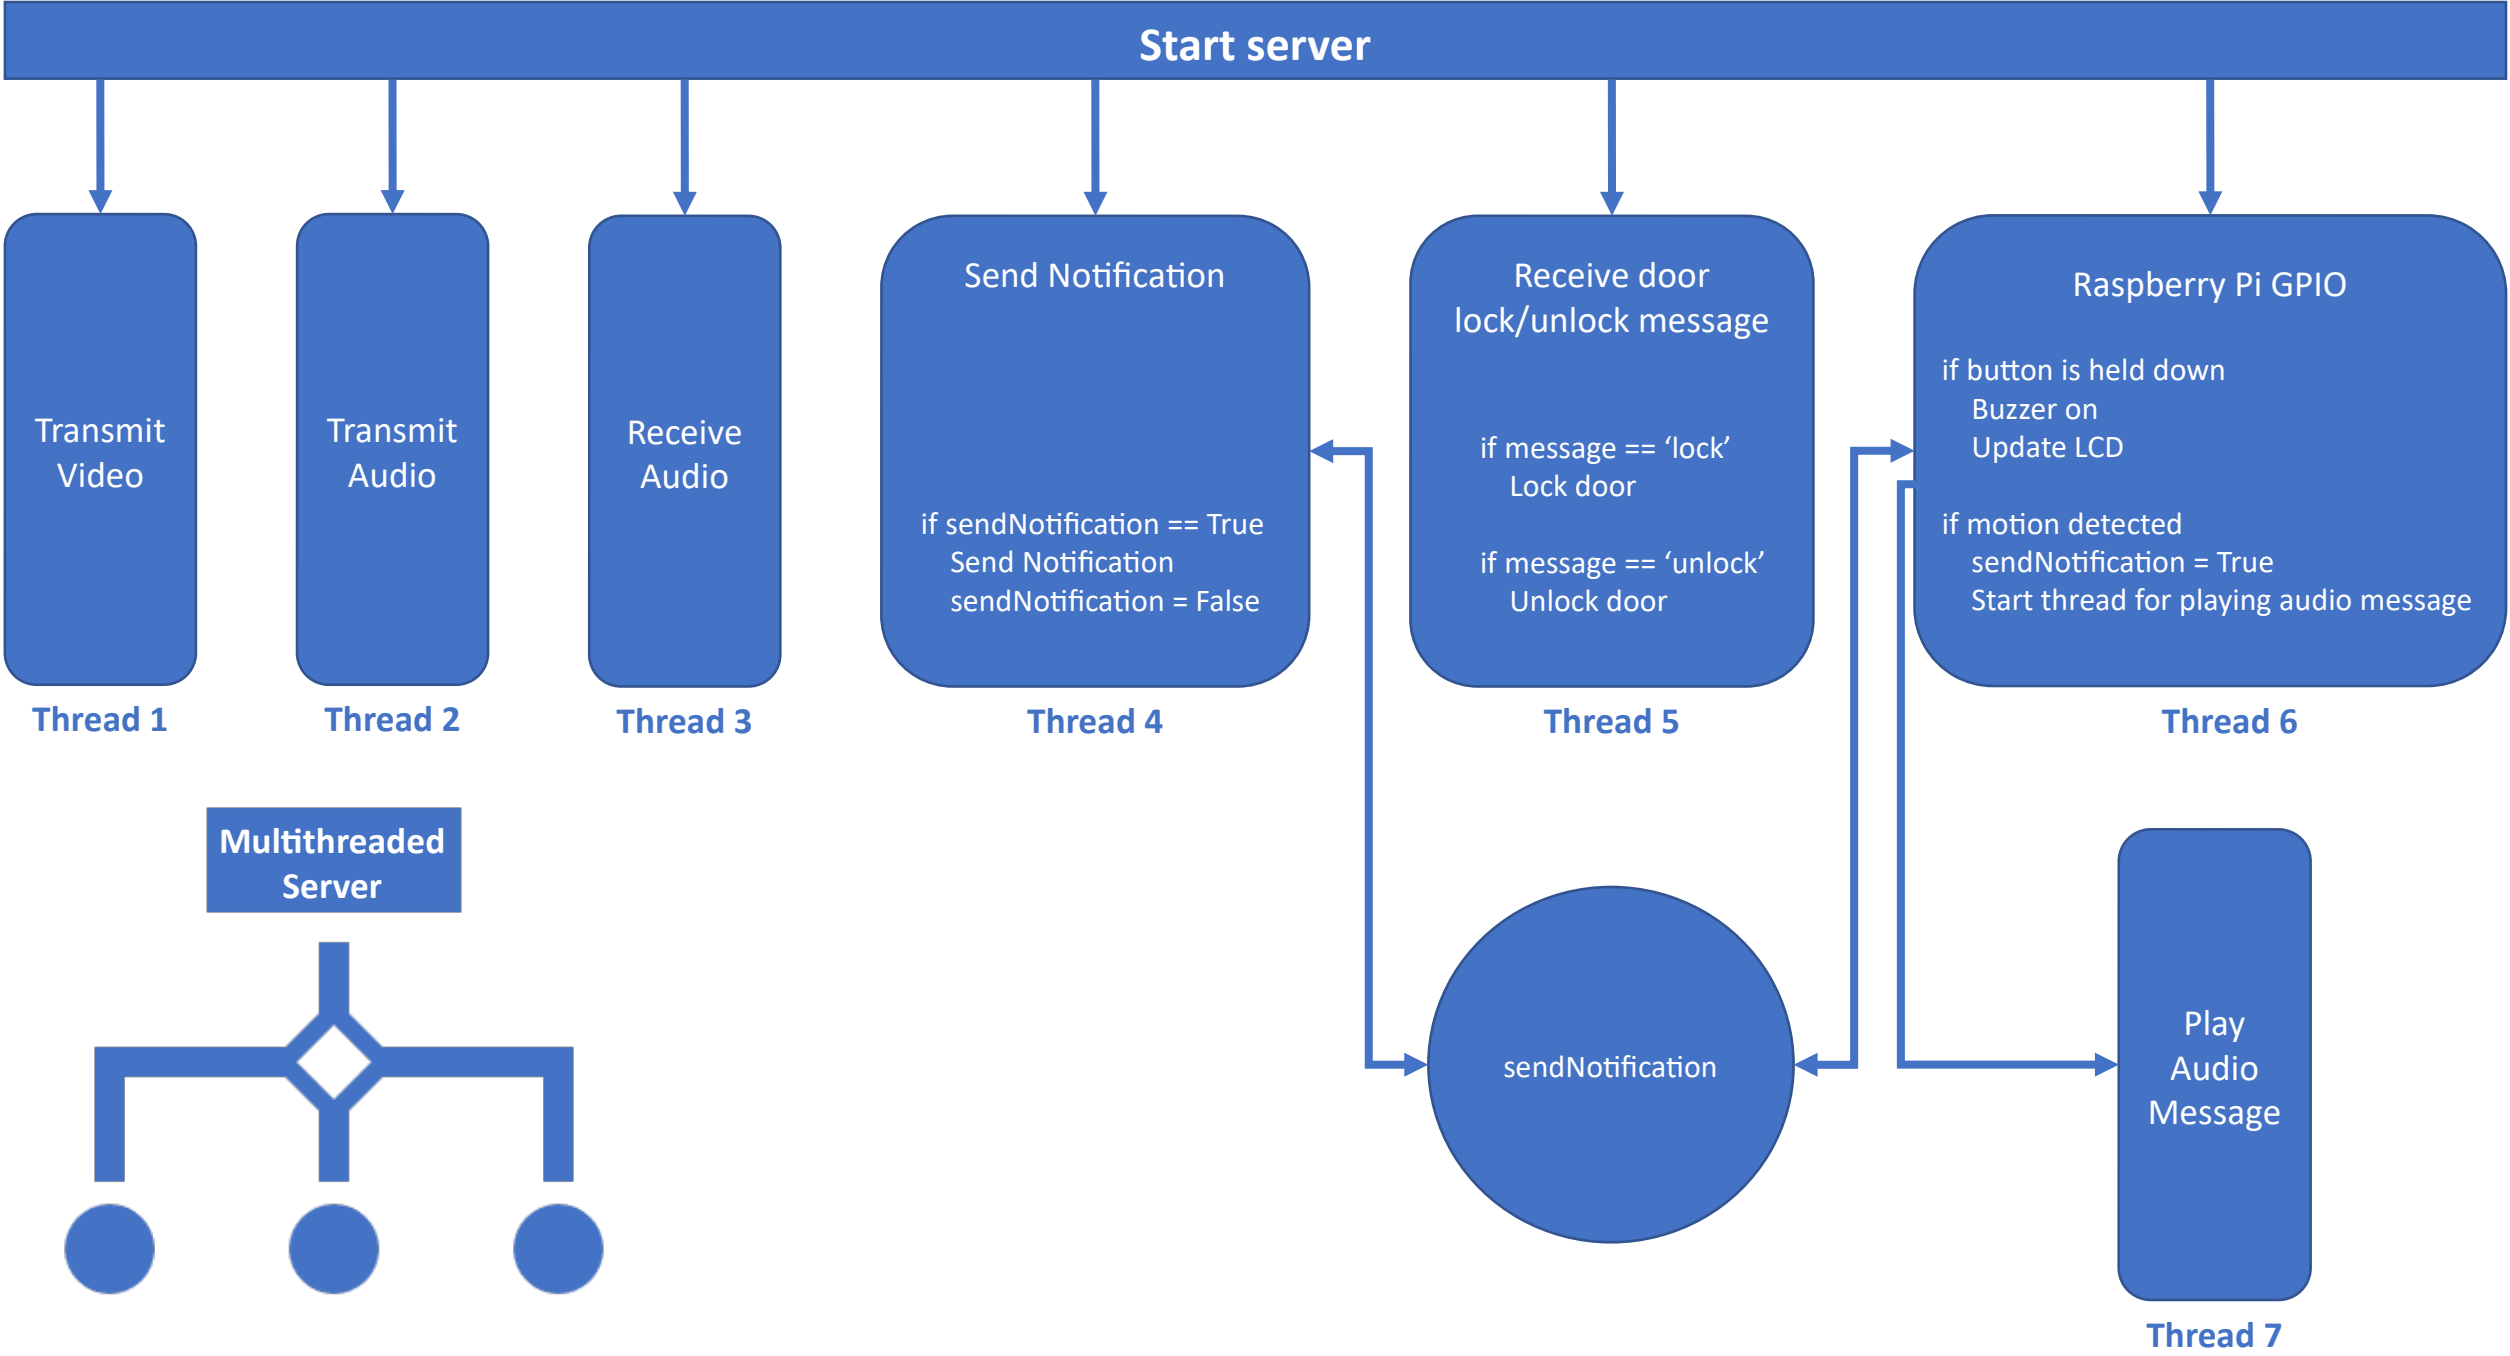 Start server
Transmit
Video
Thread 1
Transmit
Audio
Thread 2
Receive
Audio
Thread 3
Send Notification
if sendNotification == True
Send Notification
sendNotification = False
Thread 4
Receive door
lock/unlock message
if message == ‘lock’
Lock door
if message == ‘unlock’
Unlock door
Thread 5
Raspberry Pi GPIO
if button is held down
Buzzer on
Update LCD
if motion detected
sendNotification = True
Start thread for playing audio message
Thread 6
Multithreaded
Server
sendNotification
Play
Audio
Message
Thread 7